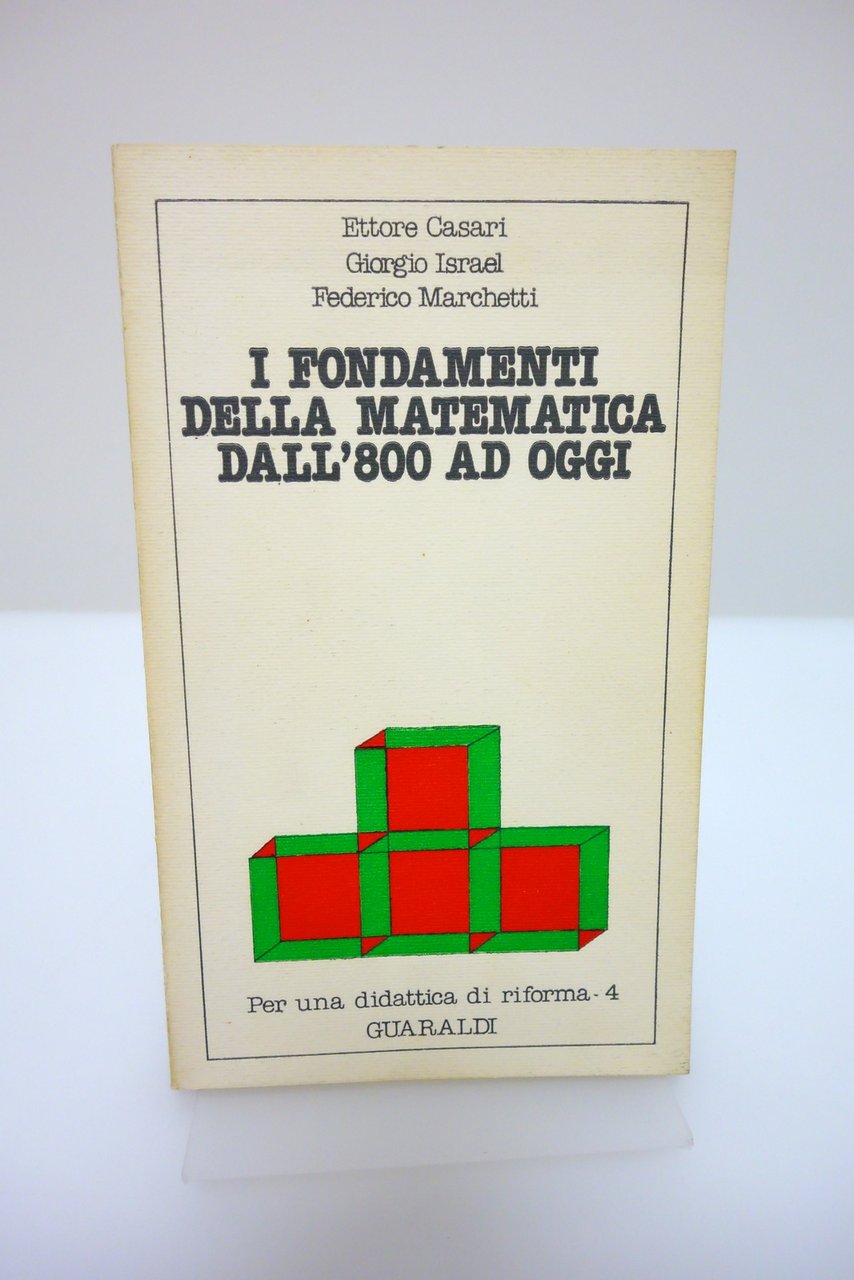 Ettore Casari
Giorgio Israel
Federico Marchetti
I FONDAMENTI
DELLA MATEMATICA
DALL'800 AD OGGI
Per una didattica di riforma - 4
GUARALDI